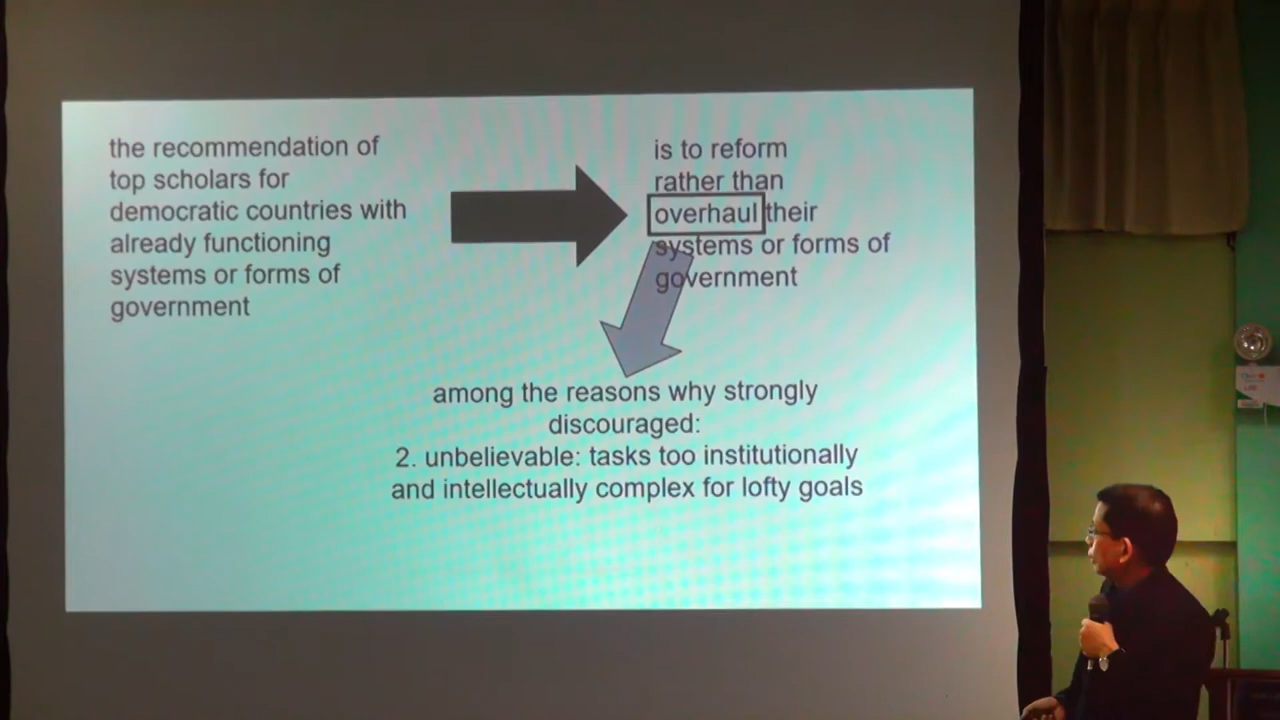 the recommendation of
top scholars for
democratic countries with
already functioning
systems or forms of
government
is to reform
rather than
overhaul their
systems or forms of
government
among the reasons why strongly
discouraged:
2. unbelievable: tasks too institutionally
and intellectually complex for lofty goals